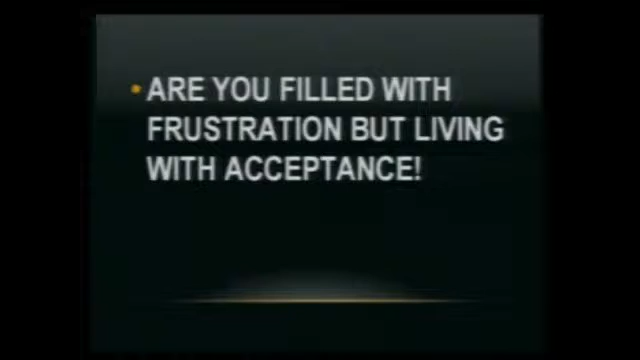 • ARE YOU FILLED WITH
FRUSTRATION BUT LIVING
WITH ACCEPTANCE!